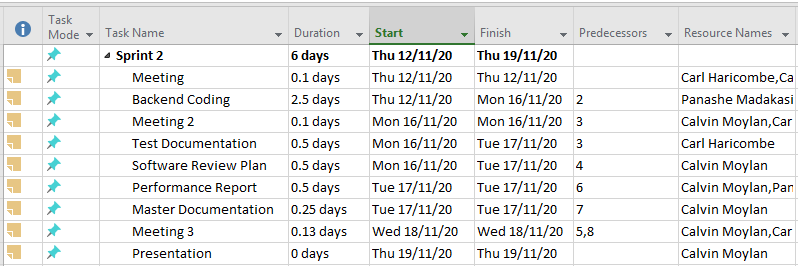 Task Mode Task Name Duration Start Finish Predecessors Resource Names
Sprint 2 6 days Thu 12/11/20 Thu 19/11/20
Meeting 0.1 days Thu 12/11/20 Thu 12/11/20 Carl Haricombe,Ca
Backend Coding 2.5 days Thu 12/11/20 Mon 16/11/20 2 Panashe Madakasi
Meeting 2 0.1 days Mon 16/11/20 Mon 16/11/20 3 Calvin Moylan,Car
Test Documentation 0.5 days Mon 16/11/20 Tue 17/11/20 3 Carl Haricombe
Software Review Plan 0.5 days Mon 16/11/20 Tue 17/11/20 4 Calvin Moylan
Performance Report 0.5 days Tue 17/11/20 Tue 17/11/20 6 Calvin Moylan,Pan
Master Documentation 0.25 days Tue 17/11/20 Tue 17/11/20 7 Calvin Moylan
Meeting 3 0.13 days Wed 18/11/20 Wed 18/11/20 5,8 Calvin Moylan,Car
Presentation 0 days Thu 19/11/20 Thu 19/11/20 Calvin Moylan